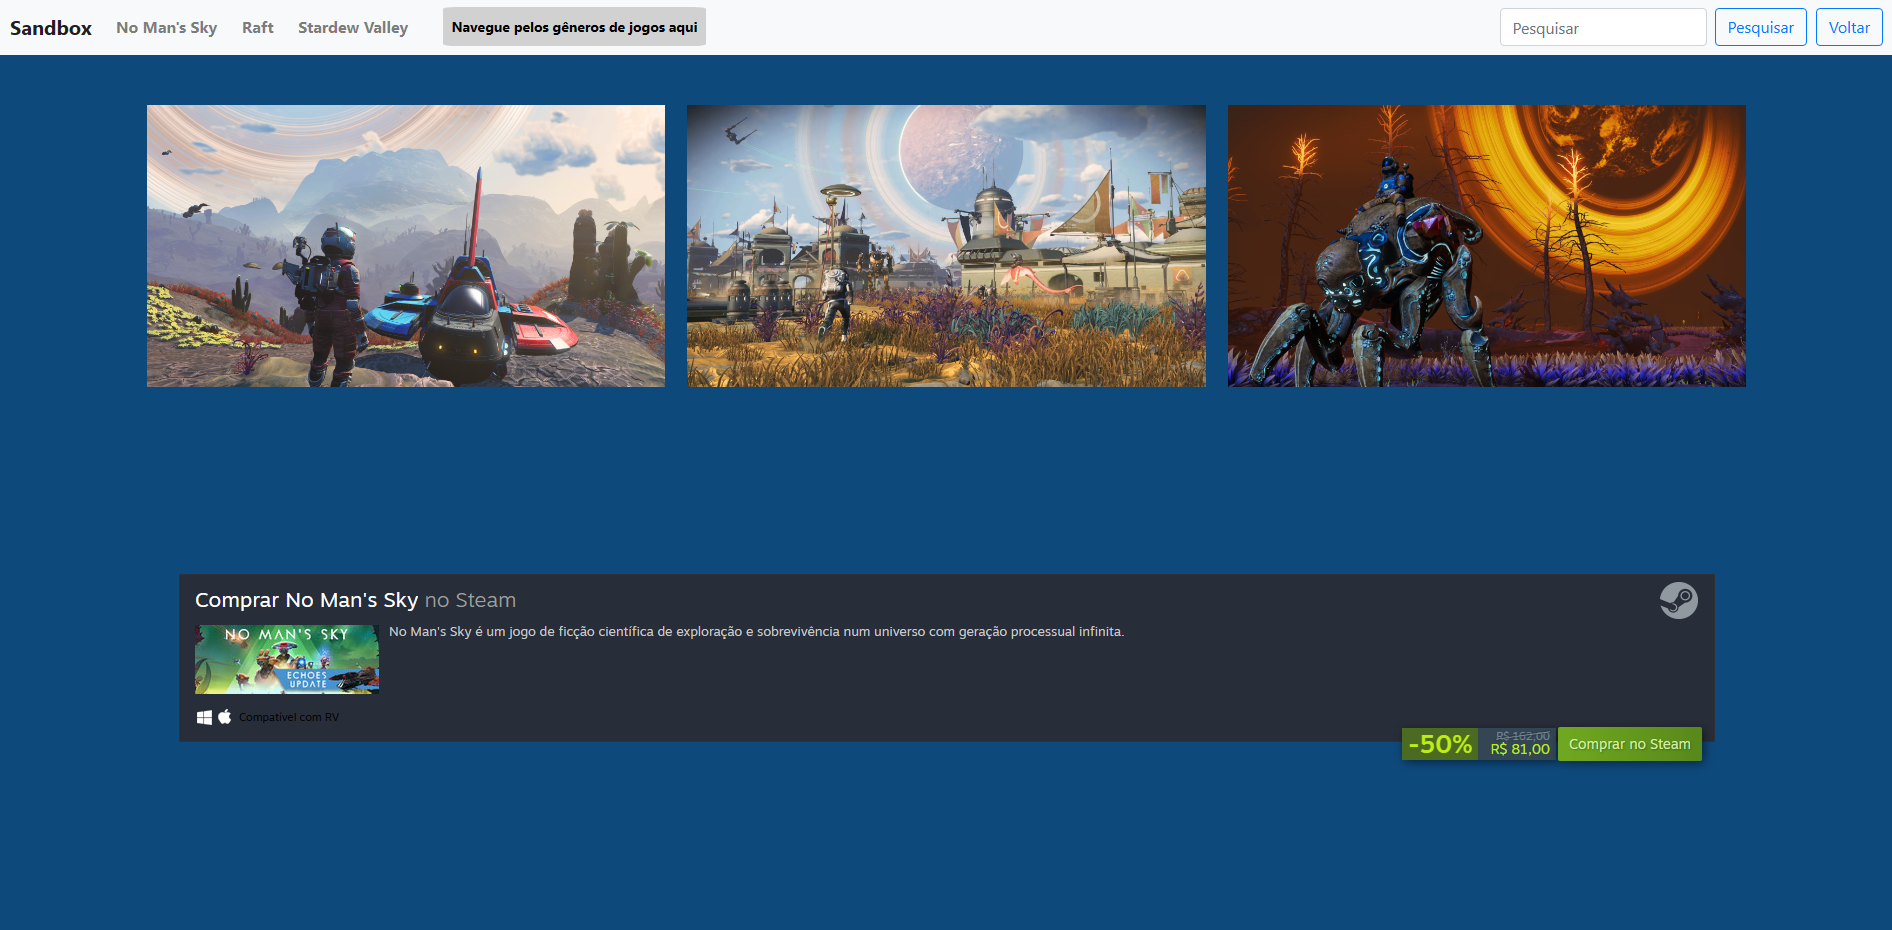 Sandbox
No Man's Sky
Raft
Stardew Valley
Navegue pelos gêneros de jogos aqui
Pesquisar
Pesquisar
Voltar
Comprar No Man's Sky no Steam
NO MAN'S SKY
ECHOES
UPDATE
No Man's Sky é um jogo de ficção científica de exploração e sobrevivência num universo com geração processual infinita.
Compatível com RV
-50%
R$ 162,00
R$ 81,00
Comprar no Steam